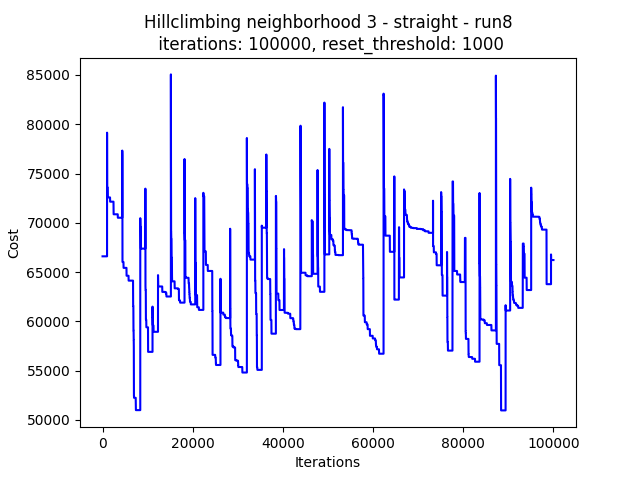 Hillclimbing neighborhood 3 - straight - run8
iterations: 100000, reset_threshold: 1000
85000
80000
75000
70000
65000
60000
55000
50000
Cost
0 20000 40000 60000 80000 100000
Iterations